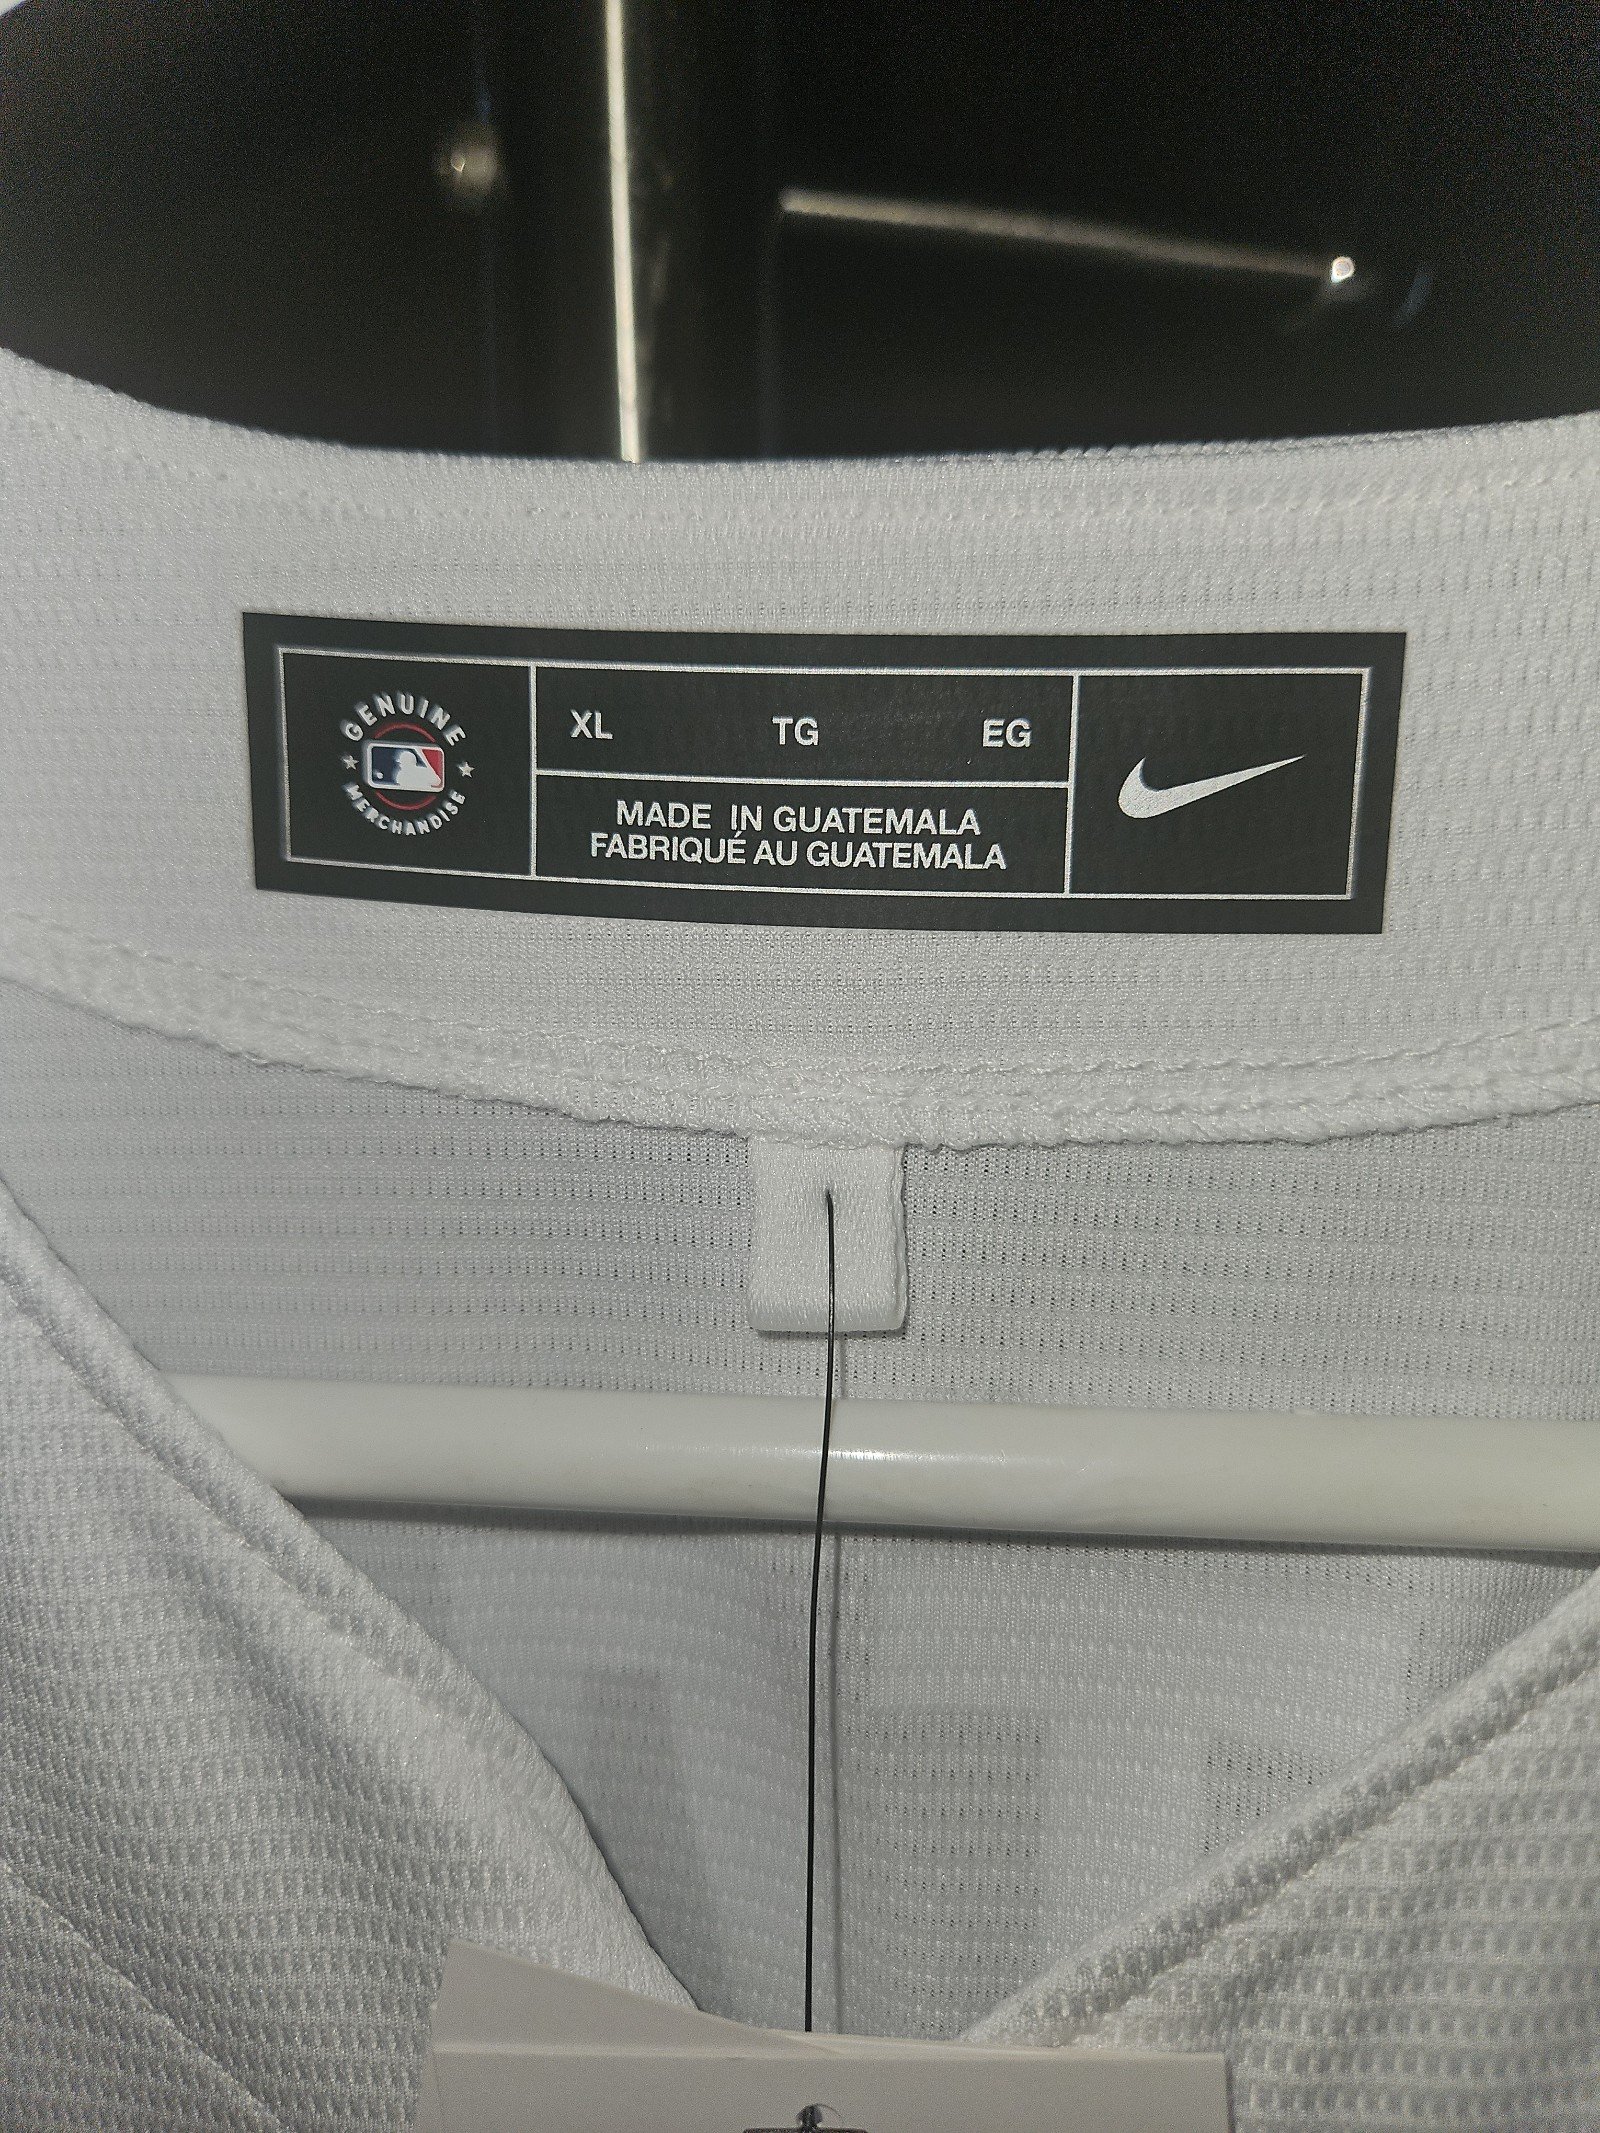 GENUINE
MERCHANDISE
XL TG EG
MADE IN GUATEMALA
FABRIQUÉ AU GUATEMALA